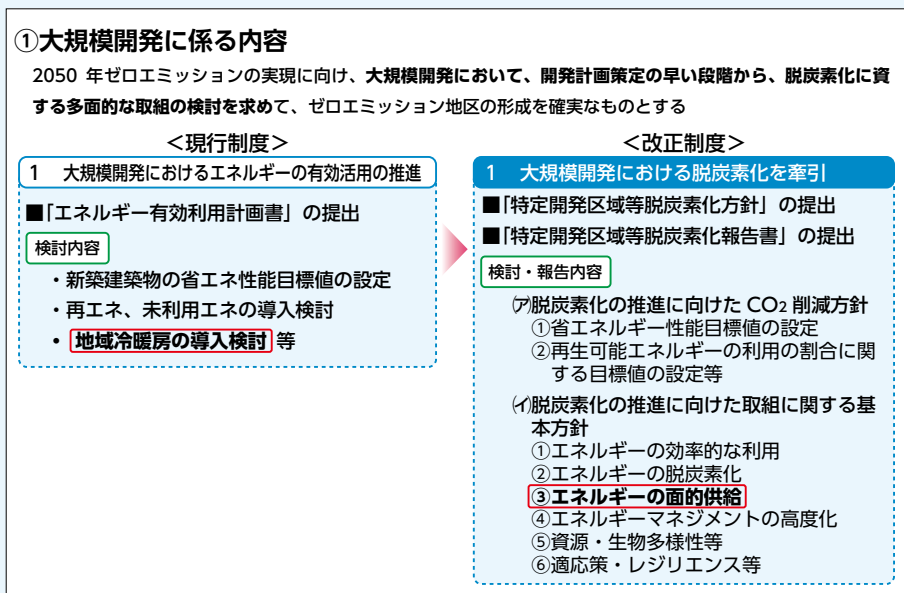 ①大規模開発に係る内容
2050 年ゼロエミッションの実現に向け、大規模開発において、開発計画策定の早い段階から、脱炭素化に資
する多面的な取組の検討を求めて、ゼロエミッション地区の形成を確実なものとする
＜現行制度＞
1 大規模開発におけるエネルギーの有効活用の推進
■「エネルギー有効利用計画書」の提出
検討内容
・新築建築物の省エネ性能目標値の設定
・再エネ、未利用エネの導入検討
・地域冷暖房の導入検討 等
＜改正制度＞
1 大規模開発における脱炭素化を牽引
■「特定開発区域等脱炭素化方針」の提出
■「特定開発区域等脱炭素化報告書」の提出
検討・報告内容
㋐脱炭素化の推進に向けた CO2 削減方針
①省エネルギー性能目標値の設定
②再生可能エネルギーの利用の割合に関
する目標値の設定等
㋑脱炭素化の推進に向けた取組に関する基
本方針
①エネルギーの効率的な利用
②エネルギーの脱炭素化
③エネルギーの面的供給
④エネルギーマネジメントの高度化
⑤資源・生物多様性等
⑥適応策・レジリエンス等